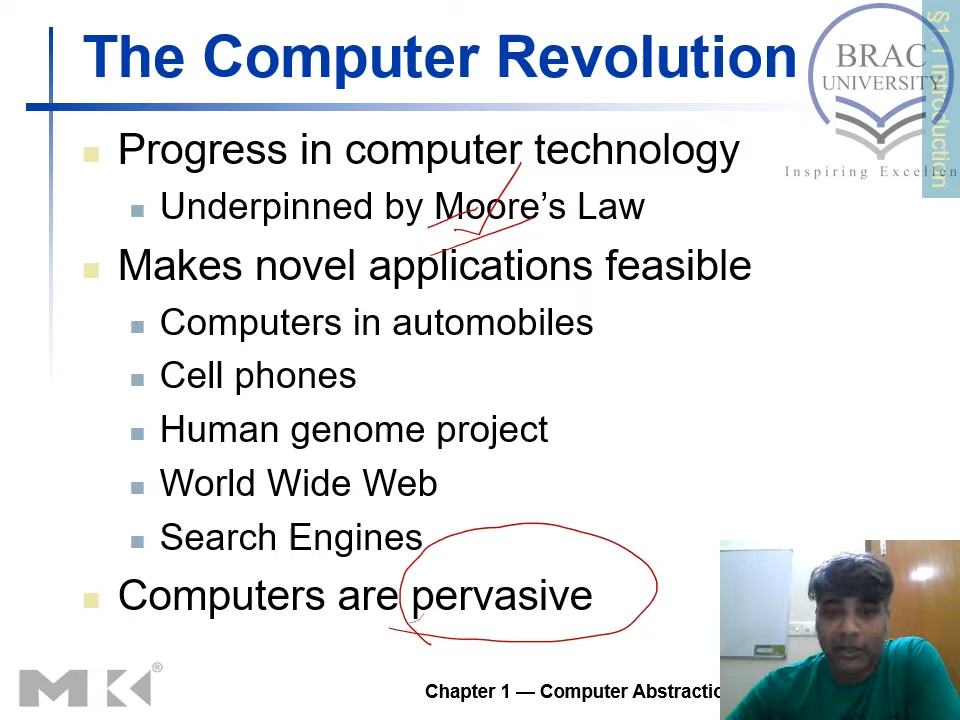 The Computer Revolution
§1.1 Introduction
BRAC
UNIVERSITY
Inspiring Excellen
Progress in computer technology
Underpinned by Moore’s Law
Makes novel applications feasible
Computers in automobiles
Cell phones
Human genome project
World Wide Web
Search Engines
Computers are pervasive
MK®
Chapter 1 — Computer Abstractio